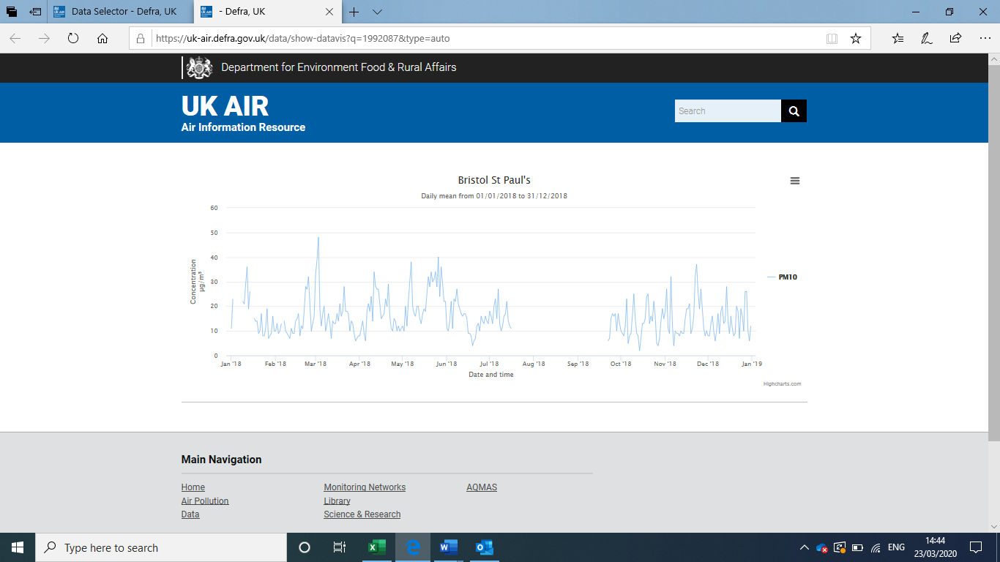 Data Selector - Defra, UK
- Defra, UK
https://uk-air.defra.gov.uk/data/show-datavis?q=1992087&type=auto
Department for Environment Food & Rural Affairs
UK AIR
Air Information Resource
Search
Bristol St Paul's
Daily mean from 01/01/2018 to 31/12/2018
Concentration
µg/m³
60
50
40
30
20
10
0
Jan '18 Feb '18 Mar '18 Apr '18 May '18 Jun '18 Jul '18 Aug '18 Sep '18 Oct '18 Nov '18 Dec '18 Jan '19
Date and time
PM10
Highcharts.com
Main Navigation
Home Monitoring Networks AQMAS
Air Pollution Library
Data Science & Research
Type here to search
ENG
14:44
23/03/2020